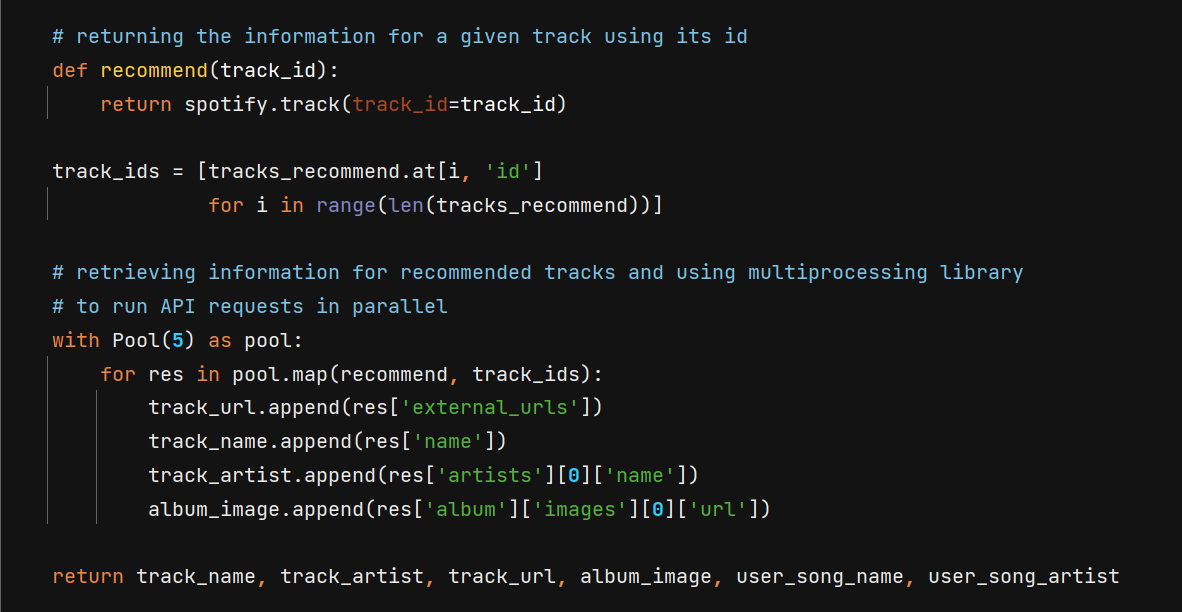 # returning the information for a given track using its id
def recommend(track_id):
    return spotify.track(track_id=track_id)
track_ids = [tracks_recommend.at[i, 'id']
             for i in range(len(tracks_recommend))]
# retrieving information for recommended tracks and using multiprocessing library
# to run API requests in parallel
with Pool(5) as pool:
    for res in pool.map(recommend, track_ids):
        track_url.append(res['external_urls'])
        track_name.append(res['name'])
        track_artist.append(res['artists'][0]['name'])
        album_image.append(res['album']['images'][0]['url'])
return track_name, track_artist, track_url, album_image, user_song_name, user_song_artist